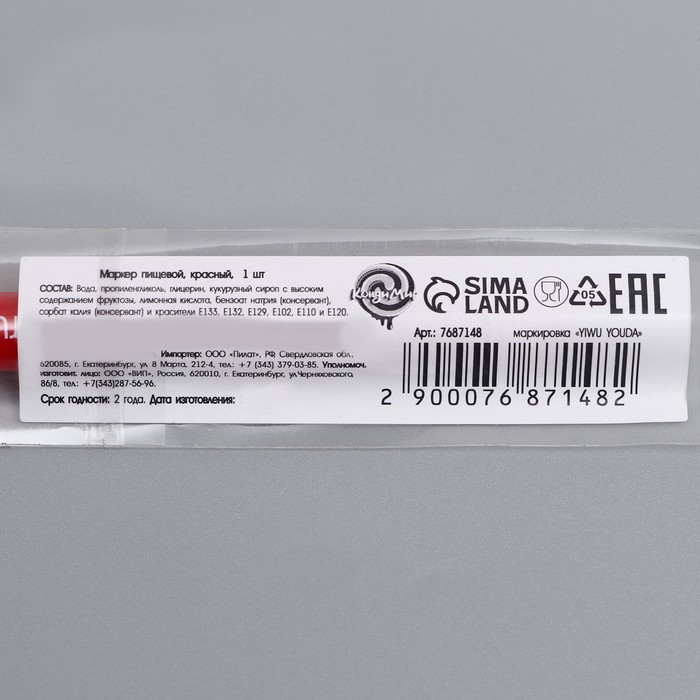 Маркер пищевой, красный, 1 шт
СОСТАВ: Вода, пропиленгликоль, глицерин, кукурузный сироп с высоким
содержанием фруктозы, лимонная кислота, бензоат натрия (консервант),
сорбат калия (консервант) и красители E133, E132, E129, E102, E110 и E120.
Импортер: ООО «Пилат», РФ, Свердловская обл.,
620085, г. Екатеринбург, ул 8 Марта, 212-4, тел: +7 (343) 379-03-85. Уполномоч.
изготовит. лицо: ООО «ВИП», Россия, 620010, г. Екатеринбург, ул.Черняховского,
86/8, тел: +7(343)287-56-96.
Срок годности: 2 года. Дата изготовления:
КондиМир
SIMA
LAND
05
EAC
Арт.: 7687148 маркировка «YIWU YOUDA»
2 900076 871482